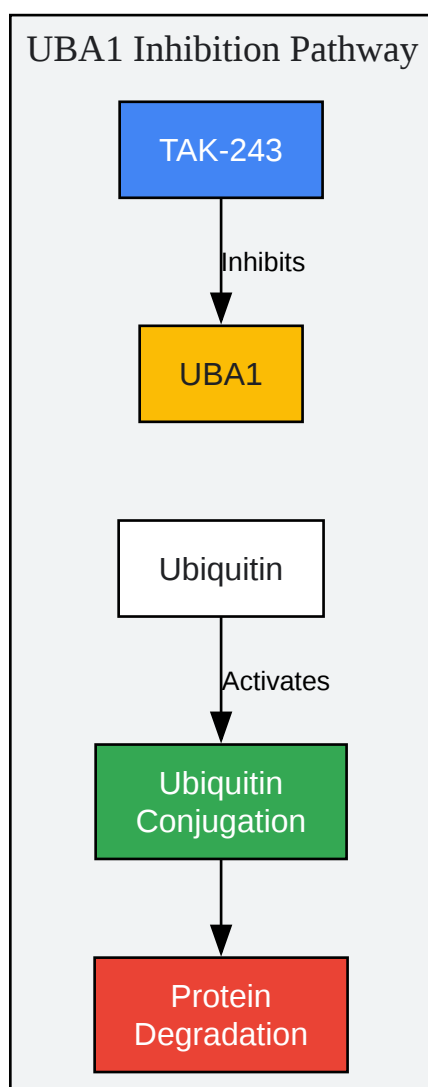 UBA1 Inhibition Pathway
TAK-243
Inhibits
UBA1
Ubiquitin
Activates
Ubiquitin
Conjugation
Protein
Degradation